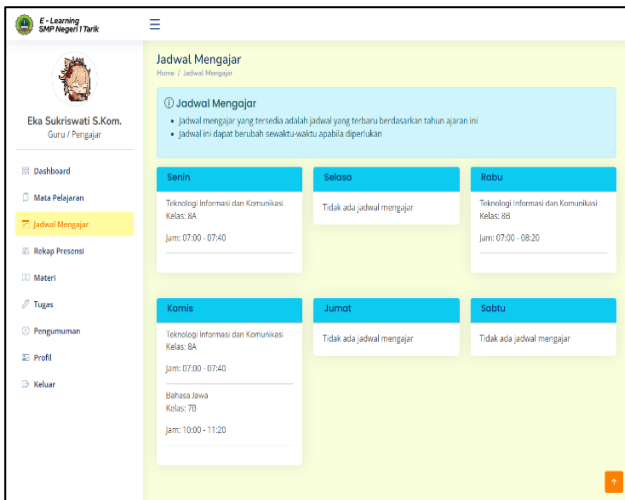 E - Learning
SMP Negeri 1 Tarik
Eka Sukriswati S.Kom.
Guru / Pengajar
Dashboard
Mata Pelajaran
Jadwal Mengajar
Rekap Presensi
Materi
Tugas
Pengumuman
Profil
Keluar
Jadwal Mengajar
Home / Jadwal Mengajar
Jadwal Mengajar
Jadwal mengajar yang tersedia adalah jadwal yang terbaru berdasarkan tahun ajaran ini
Jadwal ini dapat berubah sewaktu-waktu apabila diperlukan
Senin
Teknologi Informasi dan Komunikasi
Kelas: 8A
Jam: 07:00 - 07:40
Selasa
Tidak ada jadwal mengajar
Rabu
Teknologi Informasi dan Komunikasi
Kelas: 8B
Jam: 07:00 - 08:20
Kamis
Teknologi Informasi dan Komunikasi
Kelas: 8A
Jam: 07:00 - 07:40
Bahasa Jawa
Kelas: 7B
Jam: 10:00 - 11:20
Jumat
Tidak ada jadwal mengajar
Sabtu
Tidak ada jadwal mengajar